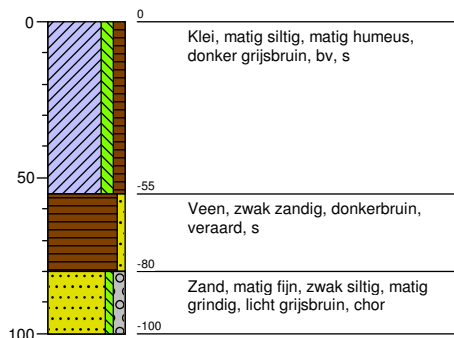 0
0
Klei, matig siltig, matig humeus,
donker grijsbruin, bv, s
50
-55
Veen, zwak zandig, donkerbruin,
veraard, s
-80
Zand, matig fijn, zwak siltig, matig
grindig, licht grijsbruin, chor
100
-100